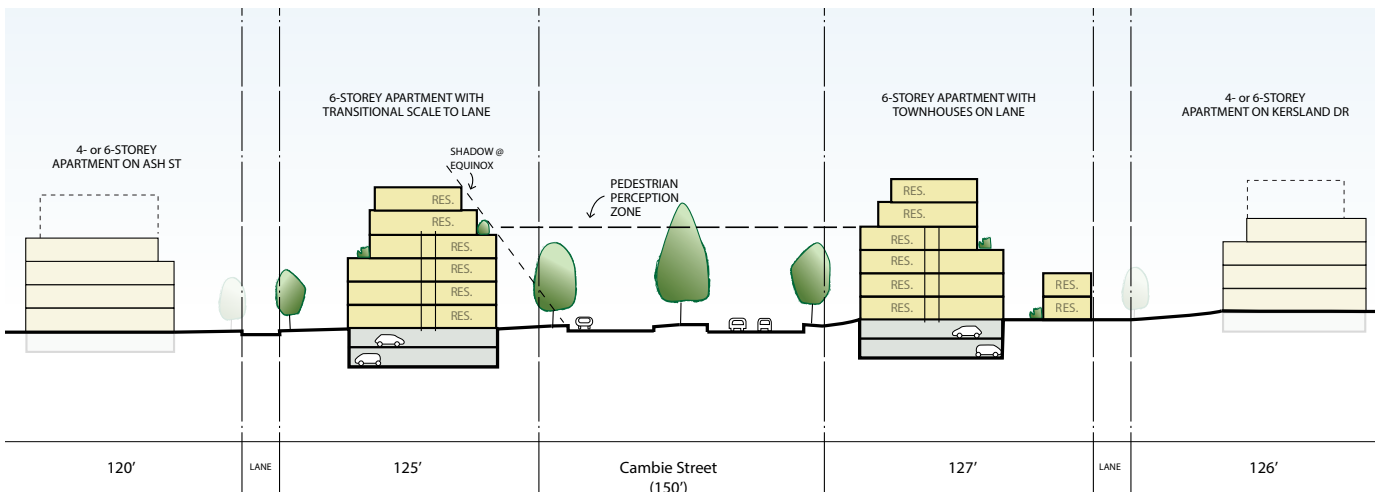 6-STOREY APARTMENT WITH
TRANSITIONAL SCALE TO LANE
6-STOREY APARTMENT WITH
TOWNHOUSES ON LANE
4- or 6-STOREY
APARTMENT ON KERSLAND DR
4- or 6-STOREY
APARTMENT ON ASH ST
SHADOW @
EQUINOX
PEDESTRIAN
PERCEPTION
ZONE
RES.
RES.
RES.
RES.
RES.
RES.
RES.
RES.
RES.
RES.
RES.
RES.
RES.
RES.
120′
LANE
125′
Cambie Street
(150′)
127′
LANE
126′